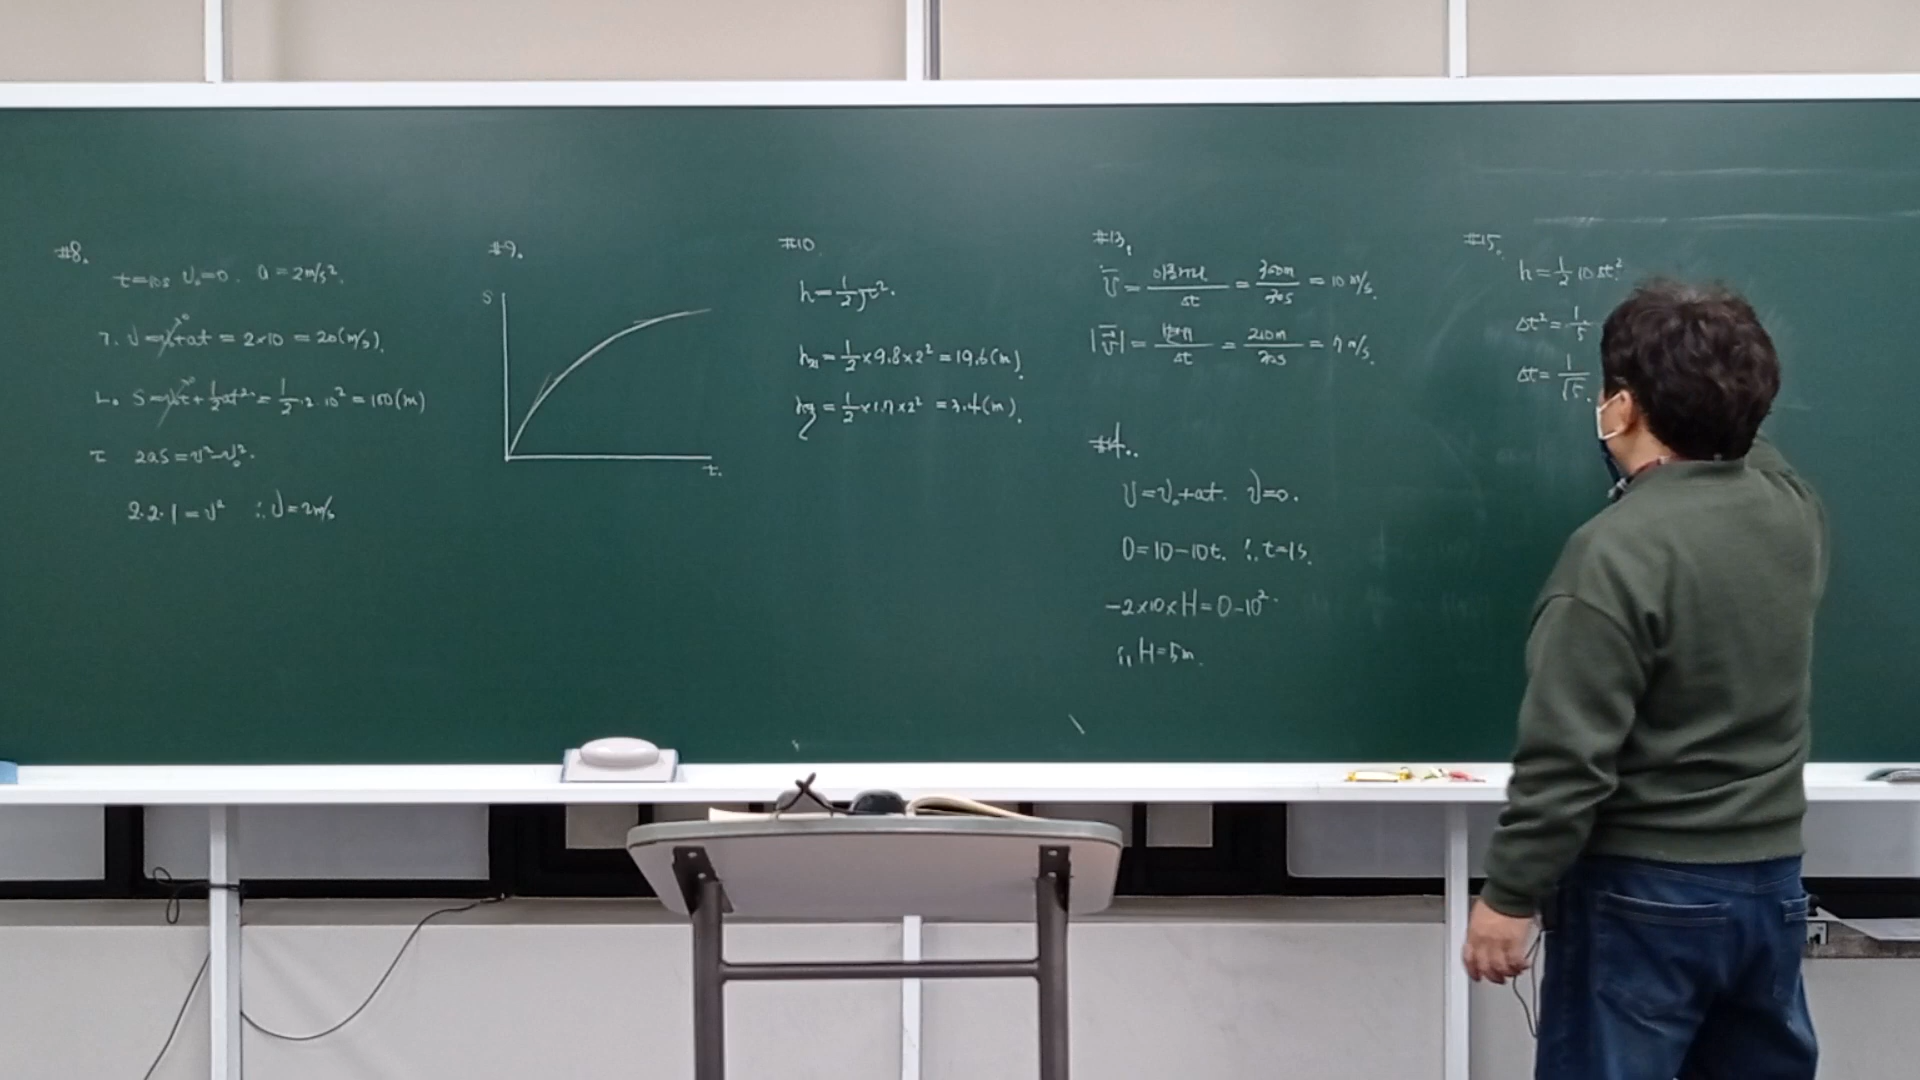 #8.
t=10s V₀=0. a=2m/s².
ㄱ. V=V₀+at=2×10=20(m/s).
ㄴ. S=V₀t+½at²=½·2·10²=100(m)
ㄷ 2aS=v²-v₀².
2·2·1=v² ∴V=2m/s
#9.
S
t.
#10.
h=½gt².
=½×9.8×2²=19.6(m).
=½×1.7×2²=3.4(m).
#13.
v̄=이동거리/Δt=300m/30s=10m/s.
|v̄|=변위/Δt=210m/30s=7m/s.
#14.
V=V₀+at. V=0.
0=10-10t. ∴t=1s.
-2×10×H=0-10².
∴H=5m.
#15.
h=½10Δt²
Δt²=1/5
Δt=1/√5.